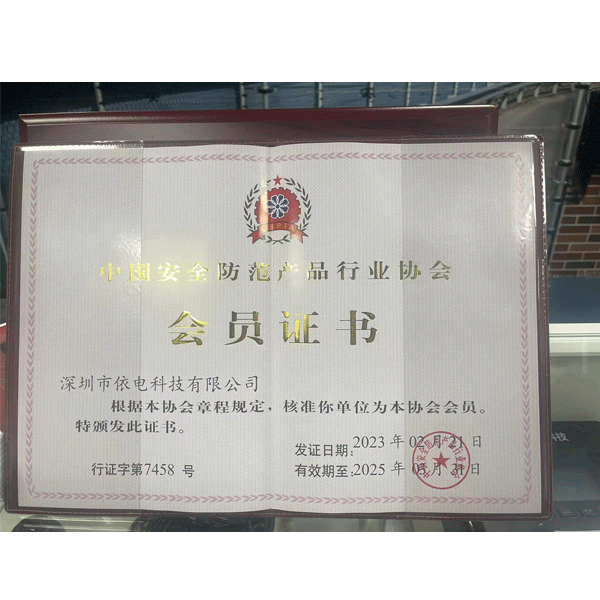 中国安全防范产品行业协会
会员证书
深圳市依电科技有限公司
根据本协会章程规定，核准你单位为本协会会员。
特颁发此证书。
发证日期：2023 年 02 月 21 日
行证字第7458 号
有效期至：2025 年 03 月 21 日